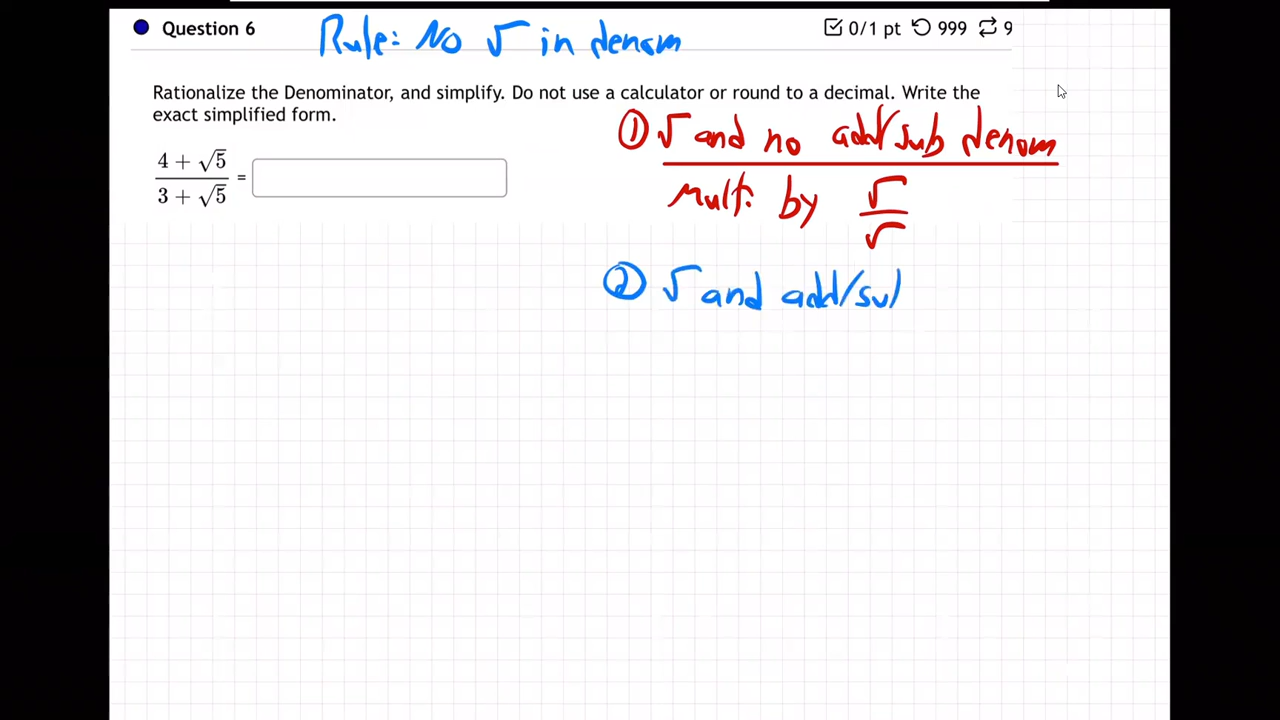 Question 6
Rule: No √ in denom
0/1 pt 999 9
Rationalize the Denominator, and simplify. Do not use a calculator or round to a decimal. Write the
exact simplified form.
① √ and no add/sub denom
4 + √5
3 + √5
=
Mult. by √
√
② √ and add/sub